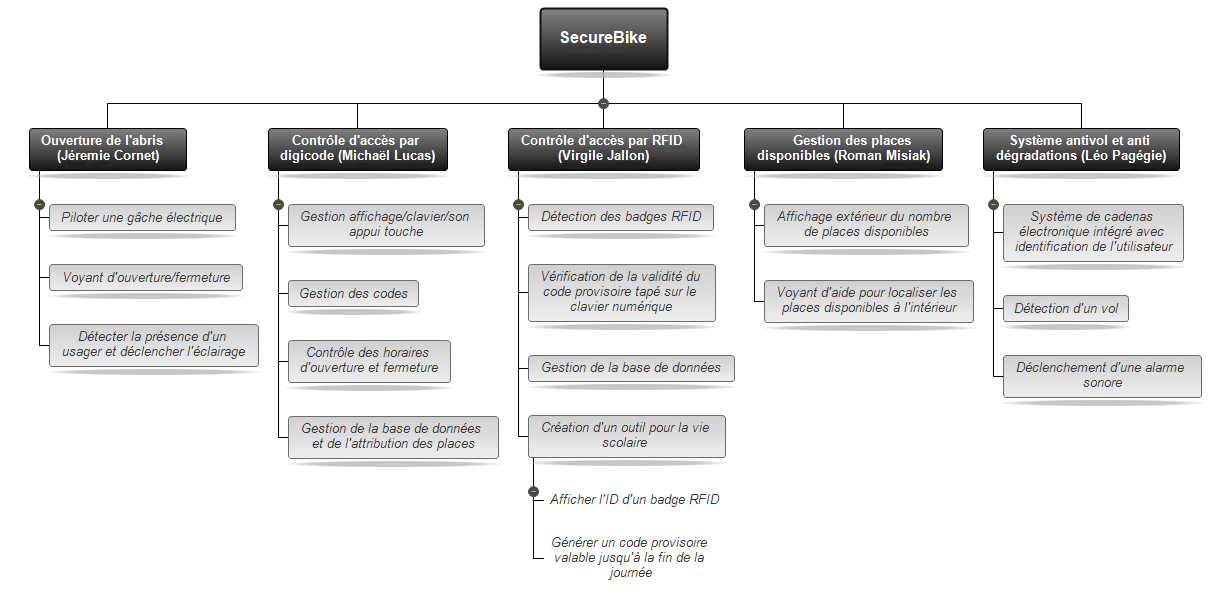 SecureBike
Ouverture de l'abris
(Jéremie Cornet)
Piloter une gâche électrique
Voyant d'ouverture/fermeture
Détecter la présence d'un
usager et déclencher l'éclairage
Contrôle d'accès par
digicode (Michaël Lucas)
Gestion affichage/clavier/son
appui touche
Gestion des codes
Contrôle des horaires
d'ouverture et fermeture
Gestion de la base de données
et de l'attribution des places
Contrôle d'accès par RFID
(Virgile Jallon)
Détection des badges RFID
Vérification de la validité du
code provisoire tapé sur le
clavier numérique
Gestion de la base de données
Création d'un outil pour la vie
scolaire
Afficher l'ID d'un badge RFID
Générer un code provisoire
valable jusqu'à la fin de la
journée
Gestion des places
disponibles (Roman Misiak)
Affichage extérieur du nombre
de places disponibles
Voyant d'aide pour localiser les
places disponibles à l'intérieur
Système antivol et anti
dégradations (Léo Pagégie)
Système de cadenas
électronique intégré avec
identification de l'utilisateur
Détection d'un vol
Déclenchement d'une alarme
sonore